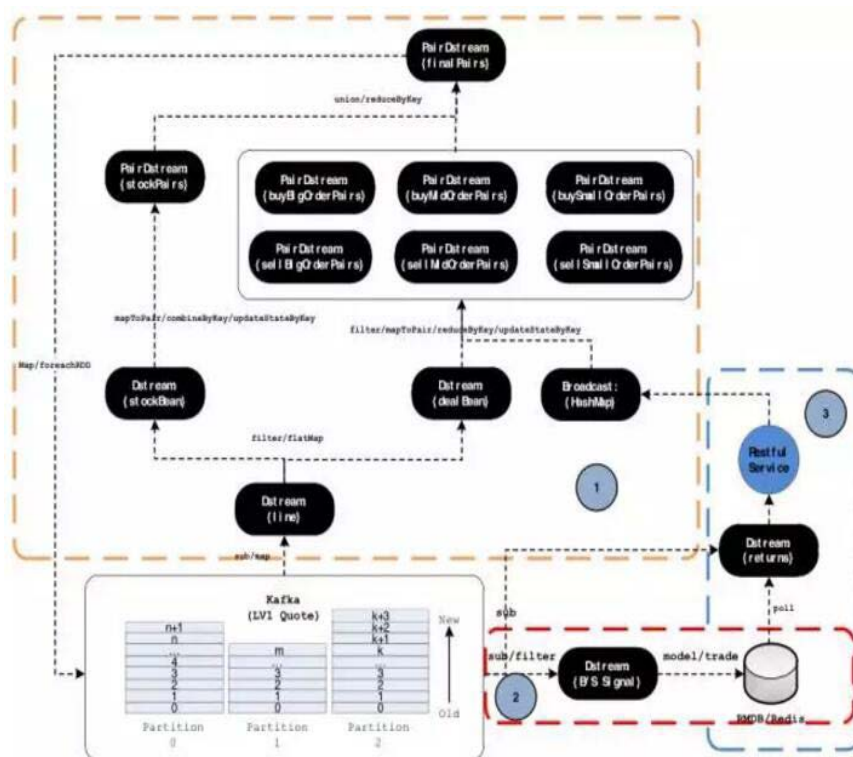 PairDstream
(finalPairs)
union/reduceByKey
PairDstream
(stockPairs)
PairDstream
(buyBigOrderPairs)
PairDstream
(buyMidOrderPairs)
PairDstream
(buySmallOrderPairs)
PairDstream
(sellBigOrderPairs)
PairDstream
(sellMidOrderPairs)
PairDstream
(sellSmallOrderPairs)
mapToPair/combineByKey/updateStateByKey
filter/mapToPair/reduceByKey/updateStateByKey
Map/foreachRDD
Dstream
(stockBean)
Dstream
(dealBean)
Broadcast:
(HashMap)
3
filter/flatMap
Restful
Service
1
Dstream
(line)
Dstream
(returns)
sub/map
Kafka
(LV1 Quote)
n+1
n
...
4
3
2
1
0
m
...
2
1
0
k+3
k+2
k+1
k
...
3
2
1
0
New
Old
Partition
0
Partition
1
Partition
2
sub
poll
sub/filter
Dstream
(B/S Signal)
model/trade
2
RMDB/Redis